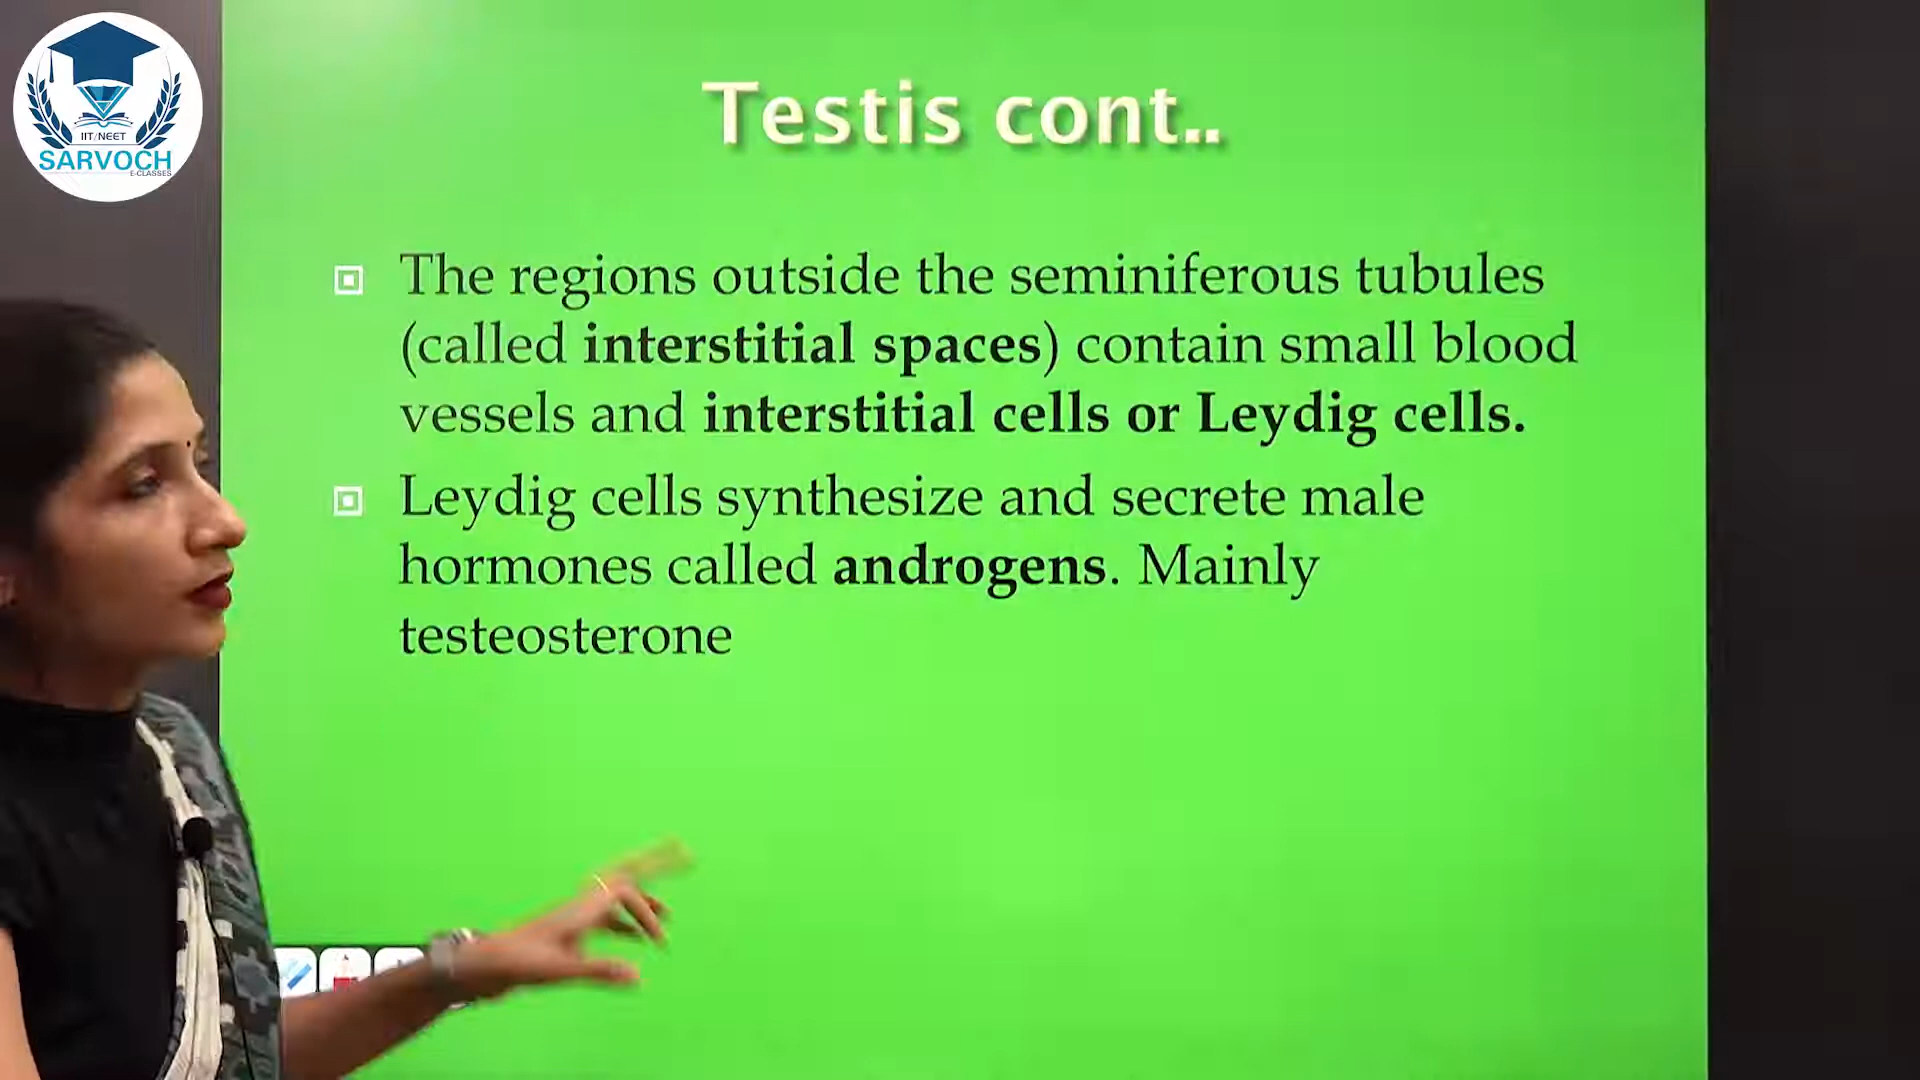 IIT/NEET
SARVOCH
E-CLASSES
Testis cont..
The regions outside the seminiferous tubules
(called interstitial spaces) contain small blood
vessels and interstitial cells or Leydig cells.
Leydig cells synthesize and secrete male
hormones called androgens. Mainly
testeosterone